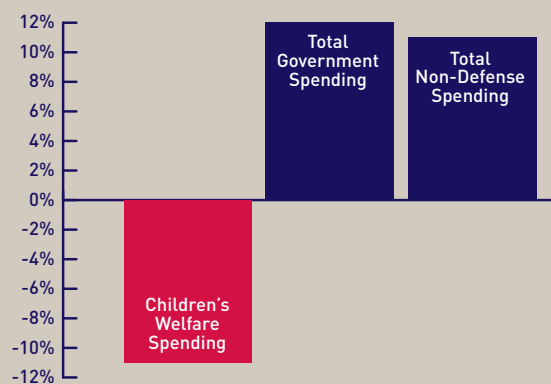 12%
10%
8%
6%
4%
2%
0%
-2%
-4%
-6%
-8%
-10%
-12%
Total
Government
Spending
Total
Non-Defense
Spending
Children’s
Welfare
Spending